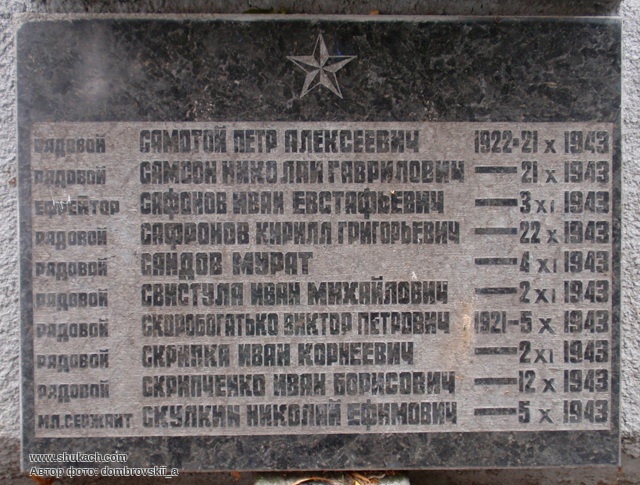 РЯДОВОЙ САМОТОЙ ПЕТР АЛЕКСЕЕВИЧ 1922-21 X 1943
РЯДОВОЙ САМСОН НИКОЛАЙ ГАВРИЛОВИЧ — 21 X 1943
ЕФРЕЙТОР САФОНОВ ИВАН ЕВСТАФЬЕВИЧ — 3 XI 1943
РЯДОВОЙ САФРОНОВ КИРИЛЛ ГРИГОРЬЕВИЧ — 22 X 1943
РЯДОВОЙ САИДОВ МУРАТ — 4 XI 1943
РЯДОВОЙ СВИСТУЛА ИВАН МИХАЙЛОВИЧ — 2 XI 1943
РЯДОВОЙ СКОРОБОГАТЬКО ВИКТОР ПЕТРОВИЧ 1921-5 X 1943
РЯДОВОЙ СКРИПКА ИВАН КОРНЕЕВИЧ — 2 XI 1943
РЯДОВОЙ СКРИПЧЕНКО ИВАН БОРИСОВИЧ — 12 X 1943
МЛ.СЕРЖАНТ СКУЛКИН НИКОЛИЙ ЕФИМОВИЧ — 5 X 1943
www.shukach.com
Автор фото: dombrovskii_a